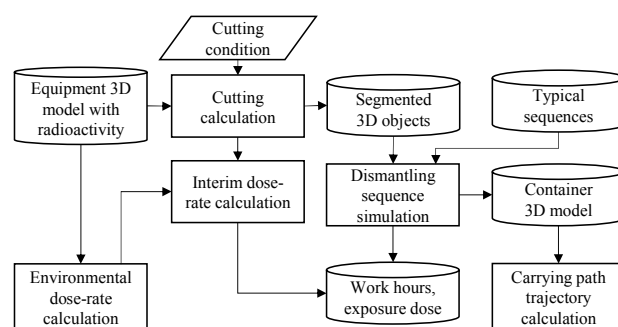 Cutting
condition
Equipment 3D
model with
radioactivity
Cutting
calculation
Segmented
3D objects
Typical
sequences
Interim dose-
rate calculation
Dismantling
sequence
simulation
Container
3D model
Environmental
dose-rate
calculation
Work hours,
exposure dose
Carrying path
trajectory
calculation